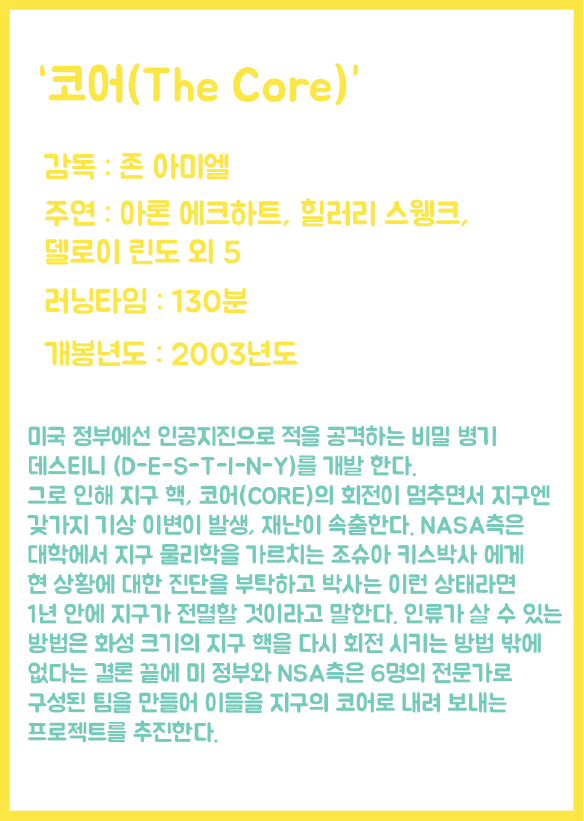 ‘코어(The Core)’
감독 : 존 아미엘
주연 : 아론 에크하트, 힐러리 스웽크,
델로이 린도 외 5
러닝타임 : 130분
개봉년도 : 2003년도
미국 정부에선 인공지진으로 적을 공격하는 비밀 병기
데스티니 (D-E-S-T-I-N-Y)를 개발 한다.
그로 인해 지구 핵, 코어(CORE)의 회전이 멈추면서 지구엔
갖가지 기상 이변이 발생, 재난이 속출한다. NASA측은
대학에서 지구 물리학을 가르치는 조슈아 키스박사 에게
현 상황에 대한 진단을 부탁하고 박사는 이런 상태라면
1년 안에 지구가 전멸할 것이라고 말한다. 인류가 살 수 있는
방법은 화성 크기의 지구 핵을 다시 회전 시키는 방법 밖에
없다는 결론 끝에 미 정부와 NSA측은 6명의 전문가로
구성된 팀을 만들어 이들을 지구의 코어로 내려 보내는
프로젝트를 추진한다.